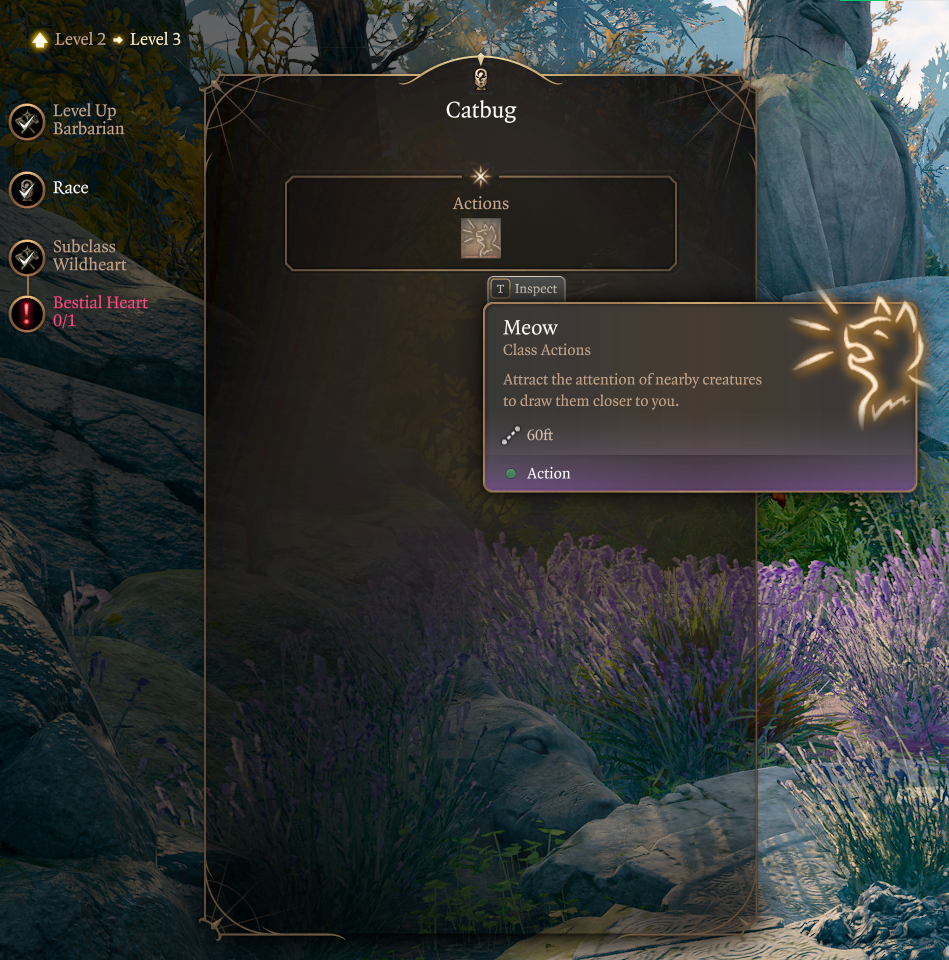 Level 2 Level 3
Level Up
Barbarian
Race
Subclass
Wildheart
Bestial Heart
0/1
Catbug
Actions
T Inspect
Meow
Class Actions
Attract the attention of nearby creatures
to draw them closer to you.
60ft
Action